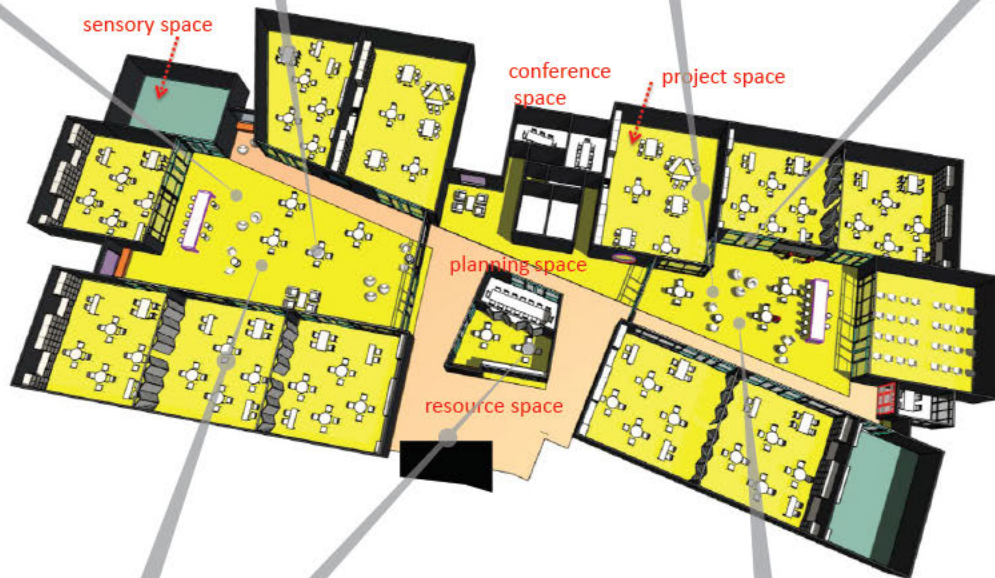 sensory space
conference
space
project space
planning space
resource space